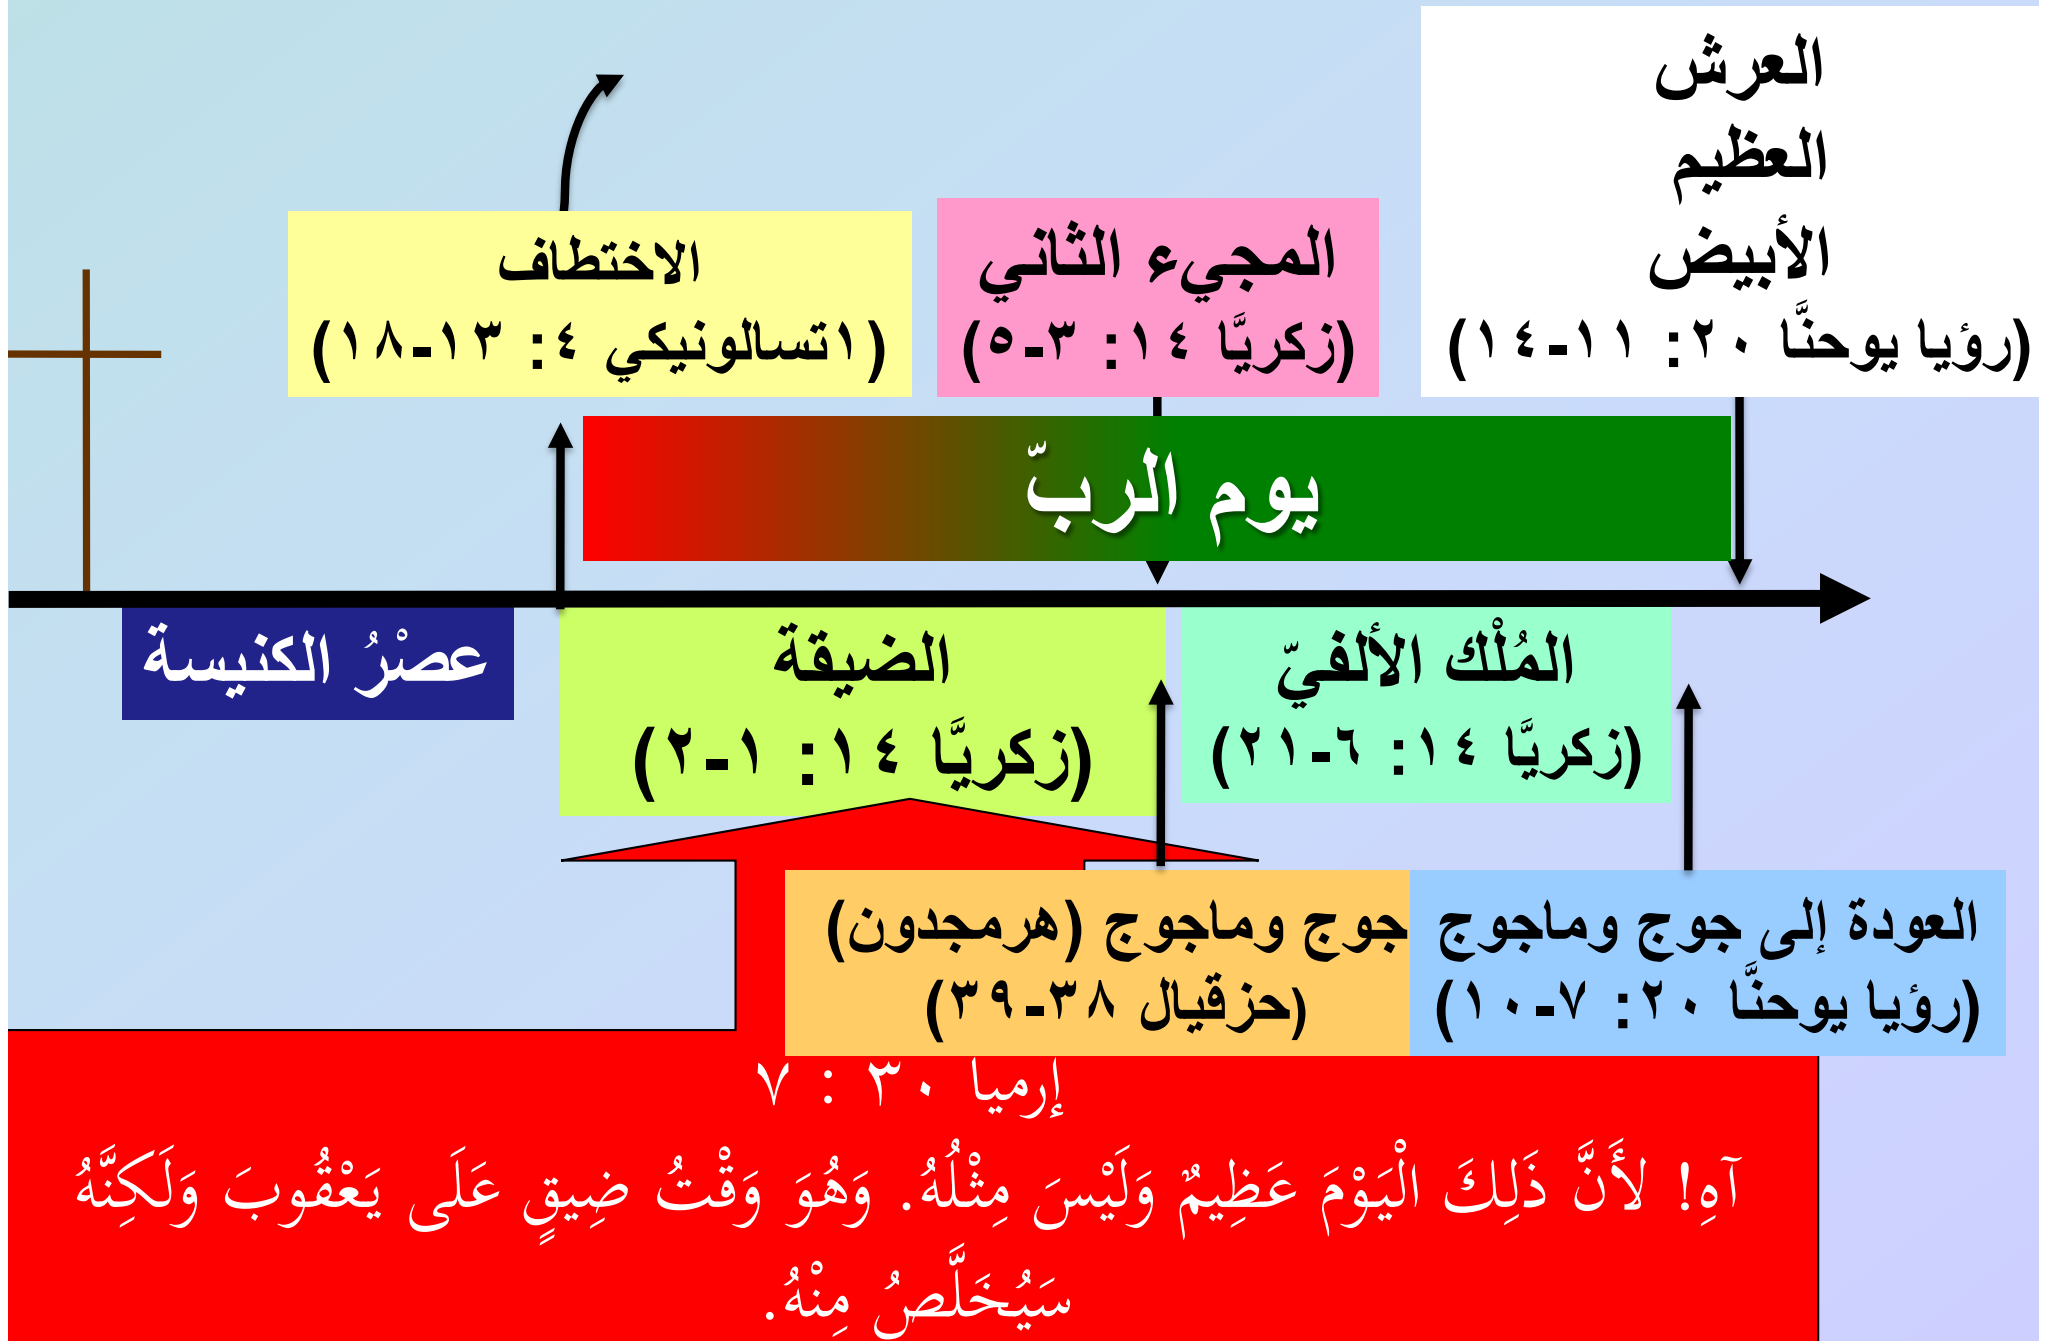 العرش
العظيم
الأبيض
(رؤيا يوحنَّا ٢٠: ١١-١٤)
المجيء الثاني
(زكريَّا ١٤: ٣-٥)
الاختطاف
(١تسالونيكي ٤: ١٣-١٨)
يوم الربّ
عصْرُ الكنيسة
الضيقة
(زكريَّا ١٤: ١-٢)
المُلْك الألفيّ
(زكريَّا ١٤: ٦-٢١)
جوج وماجوج (هرمجدون)
(حزقيال ٣٨-٣٩)
العودة إلى جوج وماجوج
(رؤيا يوحنَّا ٢٠: ٧-١٠)
إرميا ٣٠ : ٧
آهِ! لأَنَّ ذَلِكَ الْيَوْمَ عَظِيمٌ وَلَيْسَ مِثْلُهُ. وَهُوَ وَقْتُ ضِيقٍ عَلَى يَعْقُوبَ وَلَكِنَّهُ
سَيُخَلَّصُ مِنْهُ.